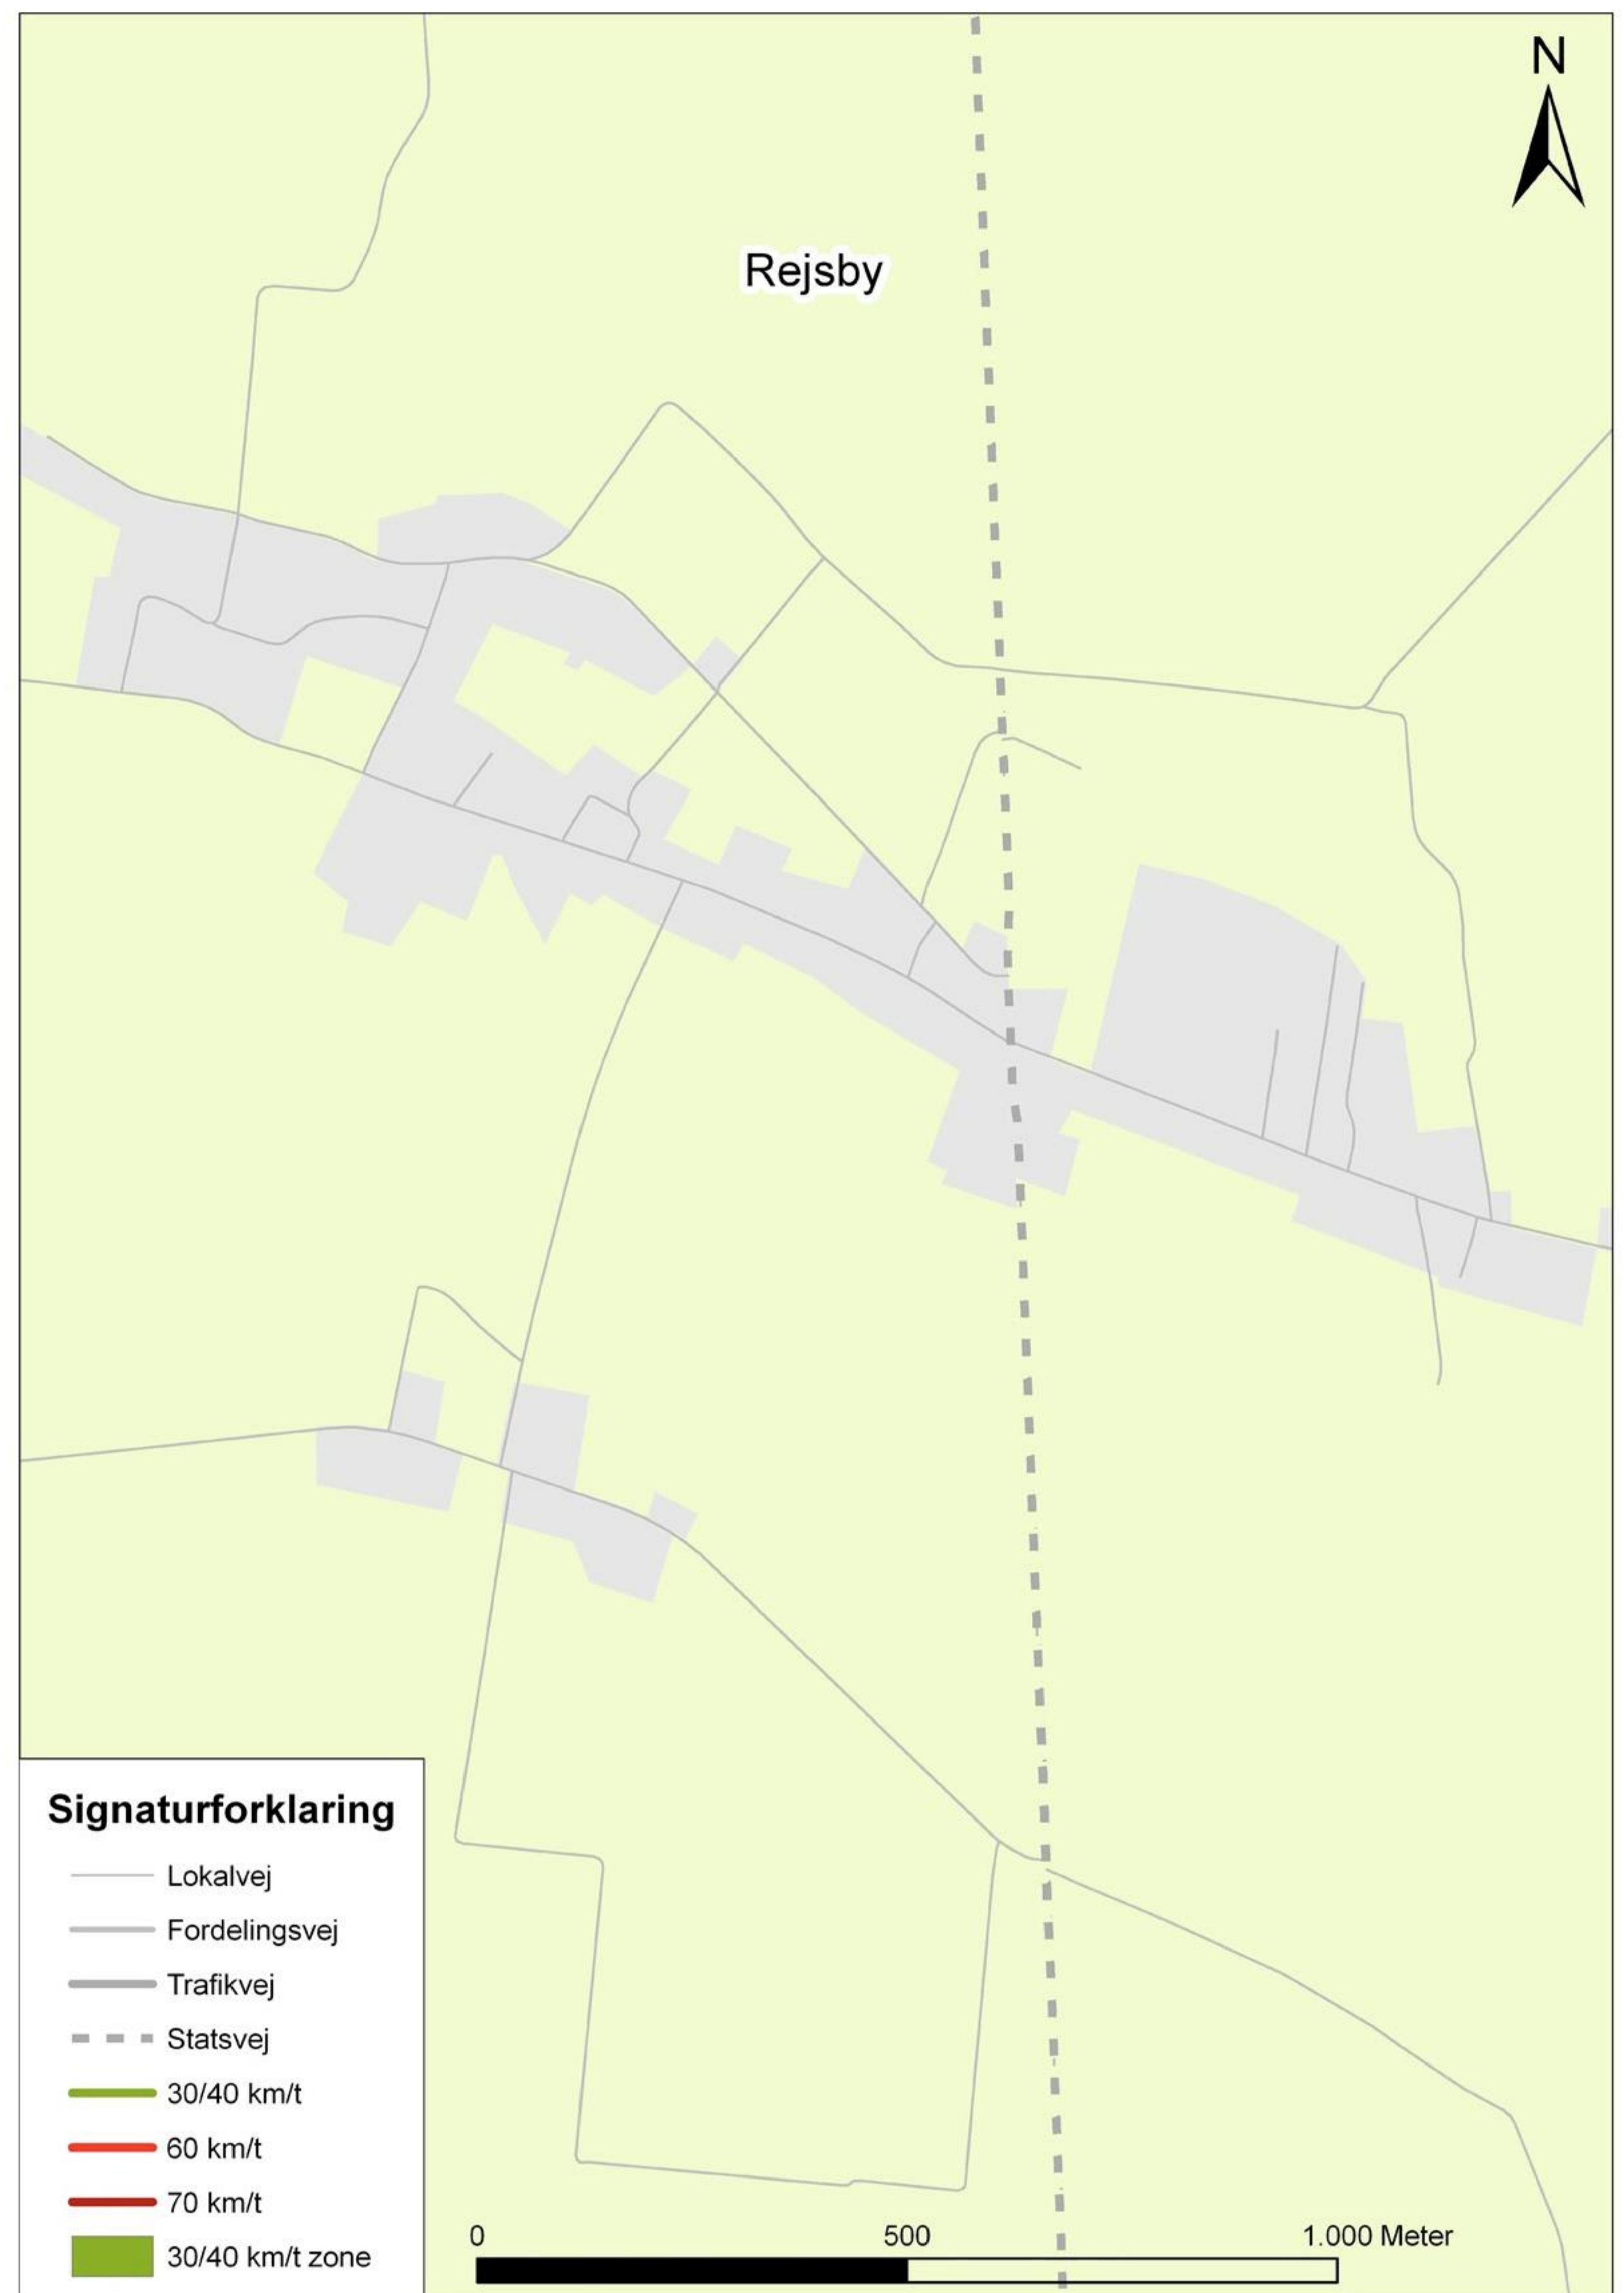 N
Rejsby
Signaturforklaring
Lokalvej
Fordelingsvej
Trafikvej
Statsvej
30/40 km/t
60 km/t
70 km/t
30/40 km/t zone
0 500 1.000 Meter